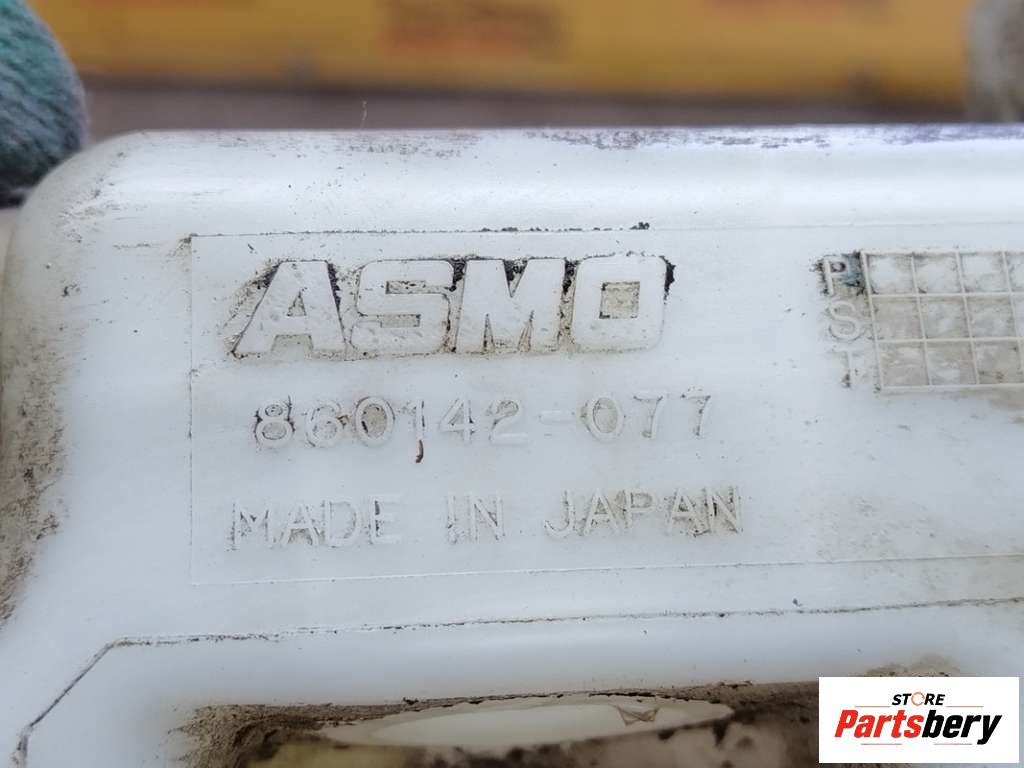 ASMO
860142-077
MADE IN JAPAN
P
S
T
STORE
Partsbery